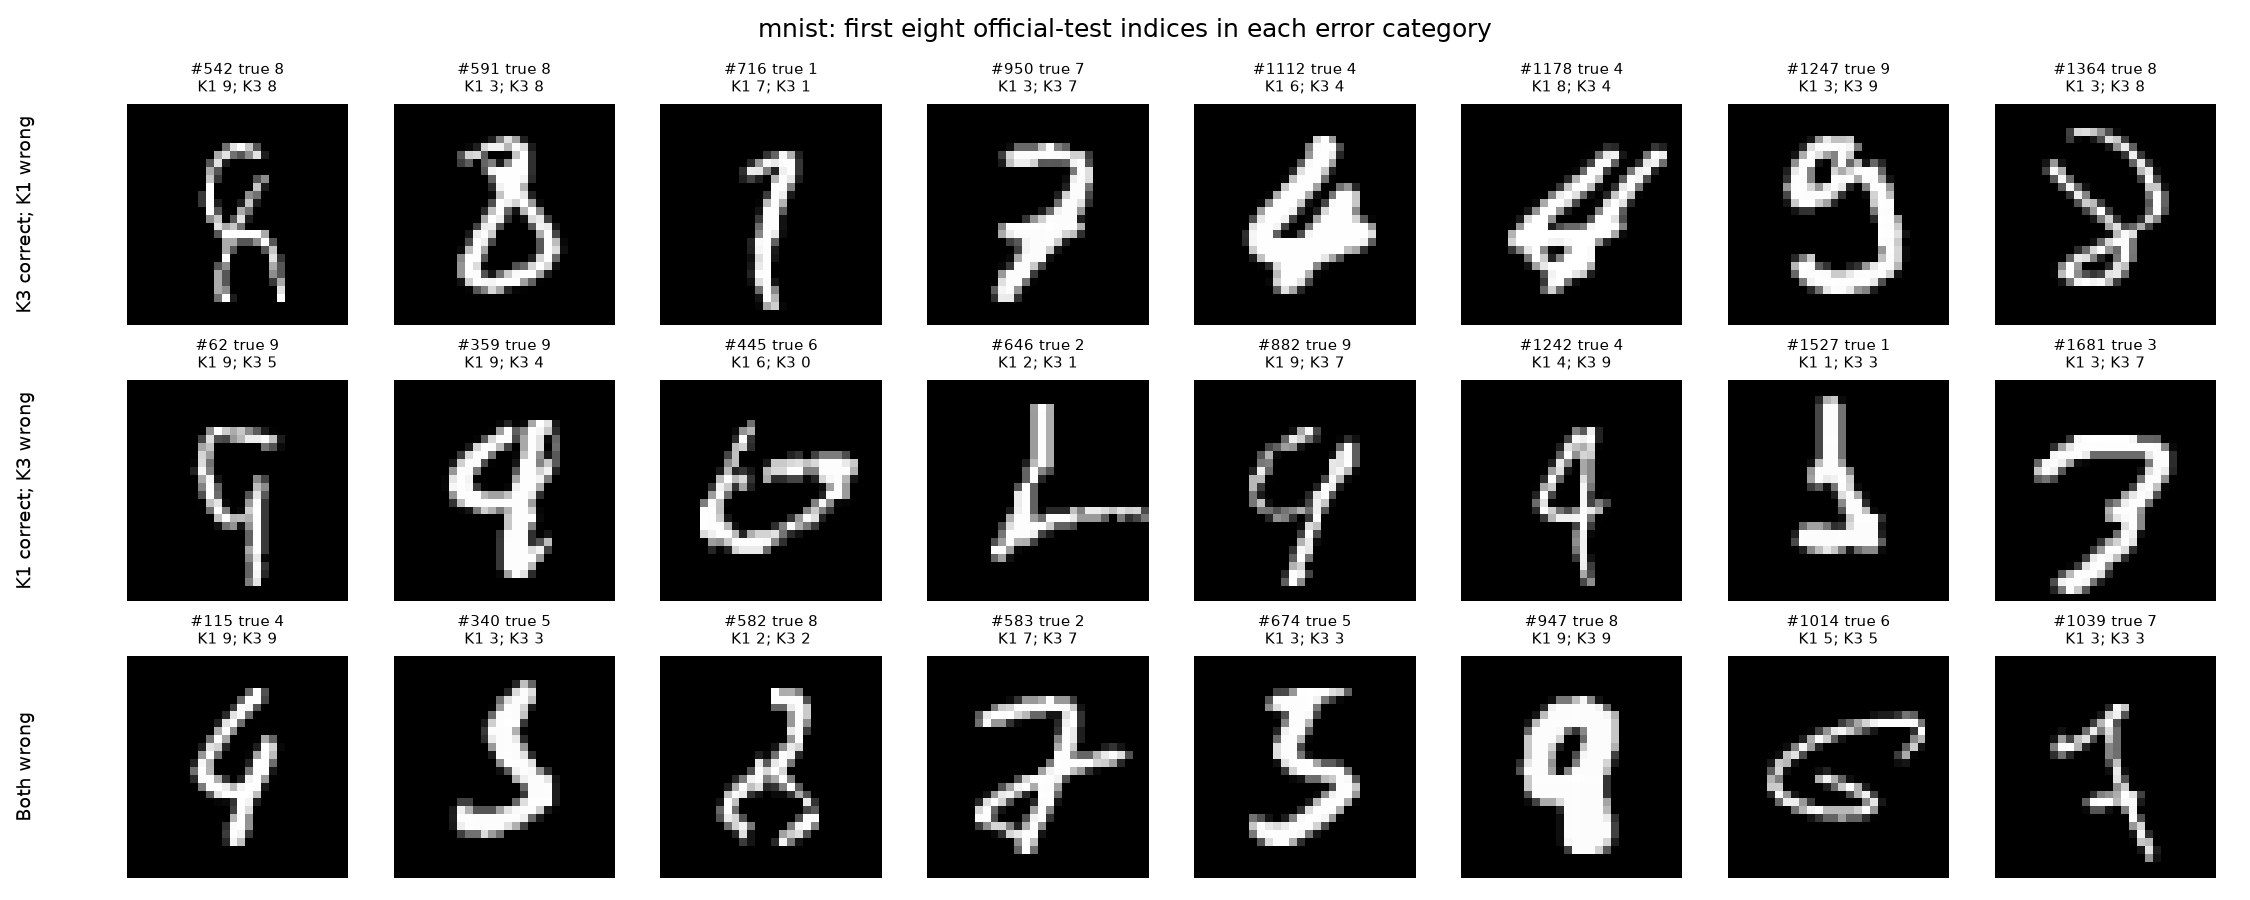 mnist: first eight official-test indices in each error category
K3 correct; K1 wrong
#542 true 8
K1 9; K3 8
#591 true 8
K1 3; K3 8
#716 true 1
K1 7; K3 1
#950 true 7
K1 3; K3 7
#1112 true 4
K1 6; K3 4
#1178 true 4
K1 8; K3 4
#1247 true 9
K1 3; K3 9
#1364 true 8
K1 3; K3 8
K1 correct; K3 wrong
#62 true 9
K1 9; K3 5
#359 true 9
K1 9; K3 4
#445 true 6
K1 6; K3 0
#646 true 2
K1 2; K3 1
#882 true 9
K1 9; K3 7
#1242 true 4
K1 4; K3 9
#1527 true 1
K1 1; K3 3
#1681 true 3
K1 3; K3 7
Both wrong
#115 true 4
K1 9; K3 9
#340 true 5
K1 3; K3 3
#582 true 8
K1 2; K3 2
#583 true 2
K1 7; K3 7
#674 true 5
K1 3; K3 3
#947 true 8
K1 9; K3 9
#1014 true 6
K1 5; K3 5
#1039 true 7
K1 3; K3 3